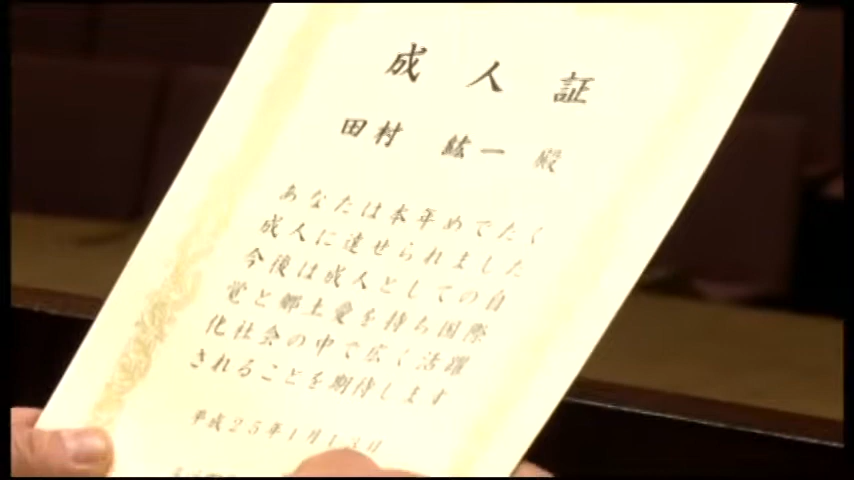 成人証
田村 紘一 殿
あなたは本年めでたく
成人に達せられました
今後は成人としての自
覚と郷土愛を持ち国際
化社会の中で広く活躍
されることを期待します
平成25年1月13日